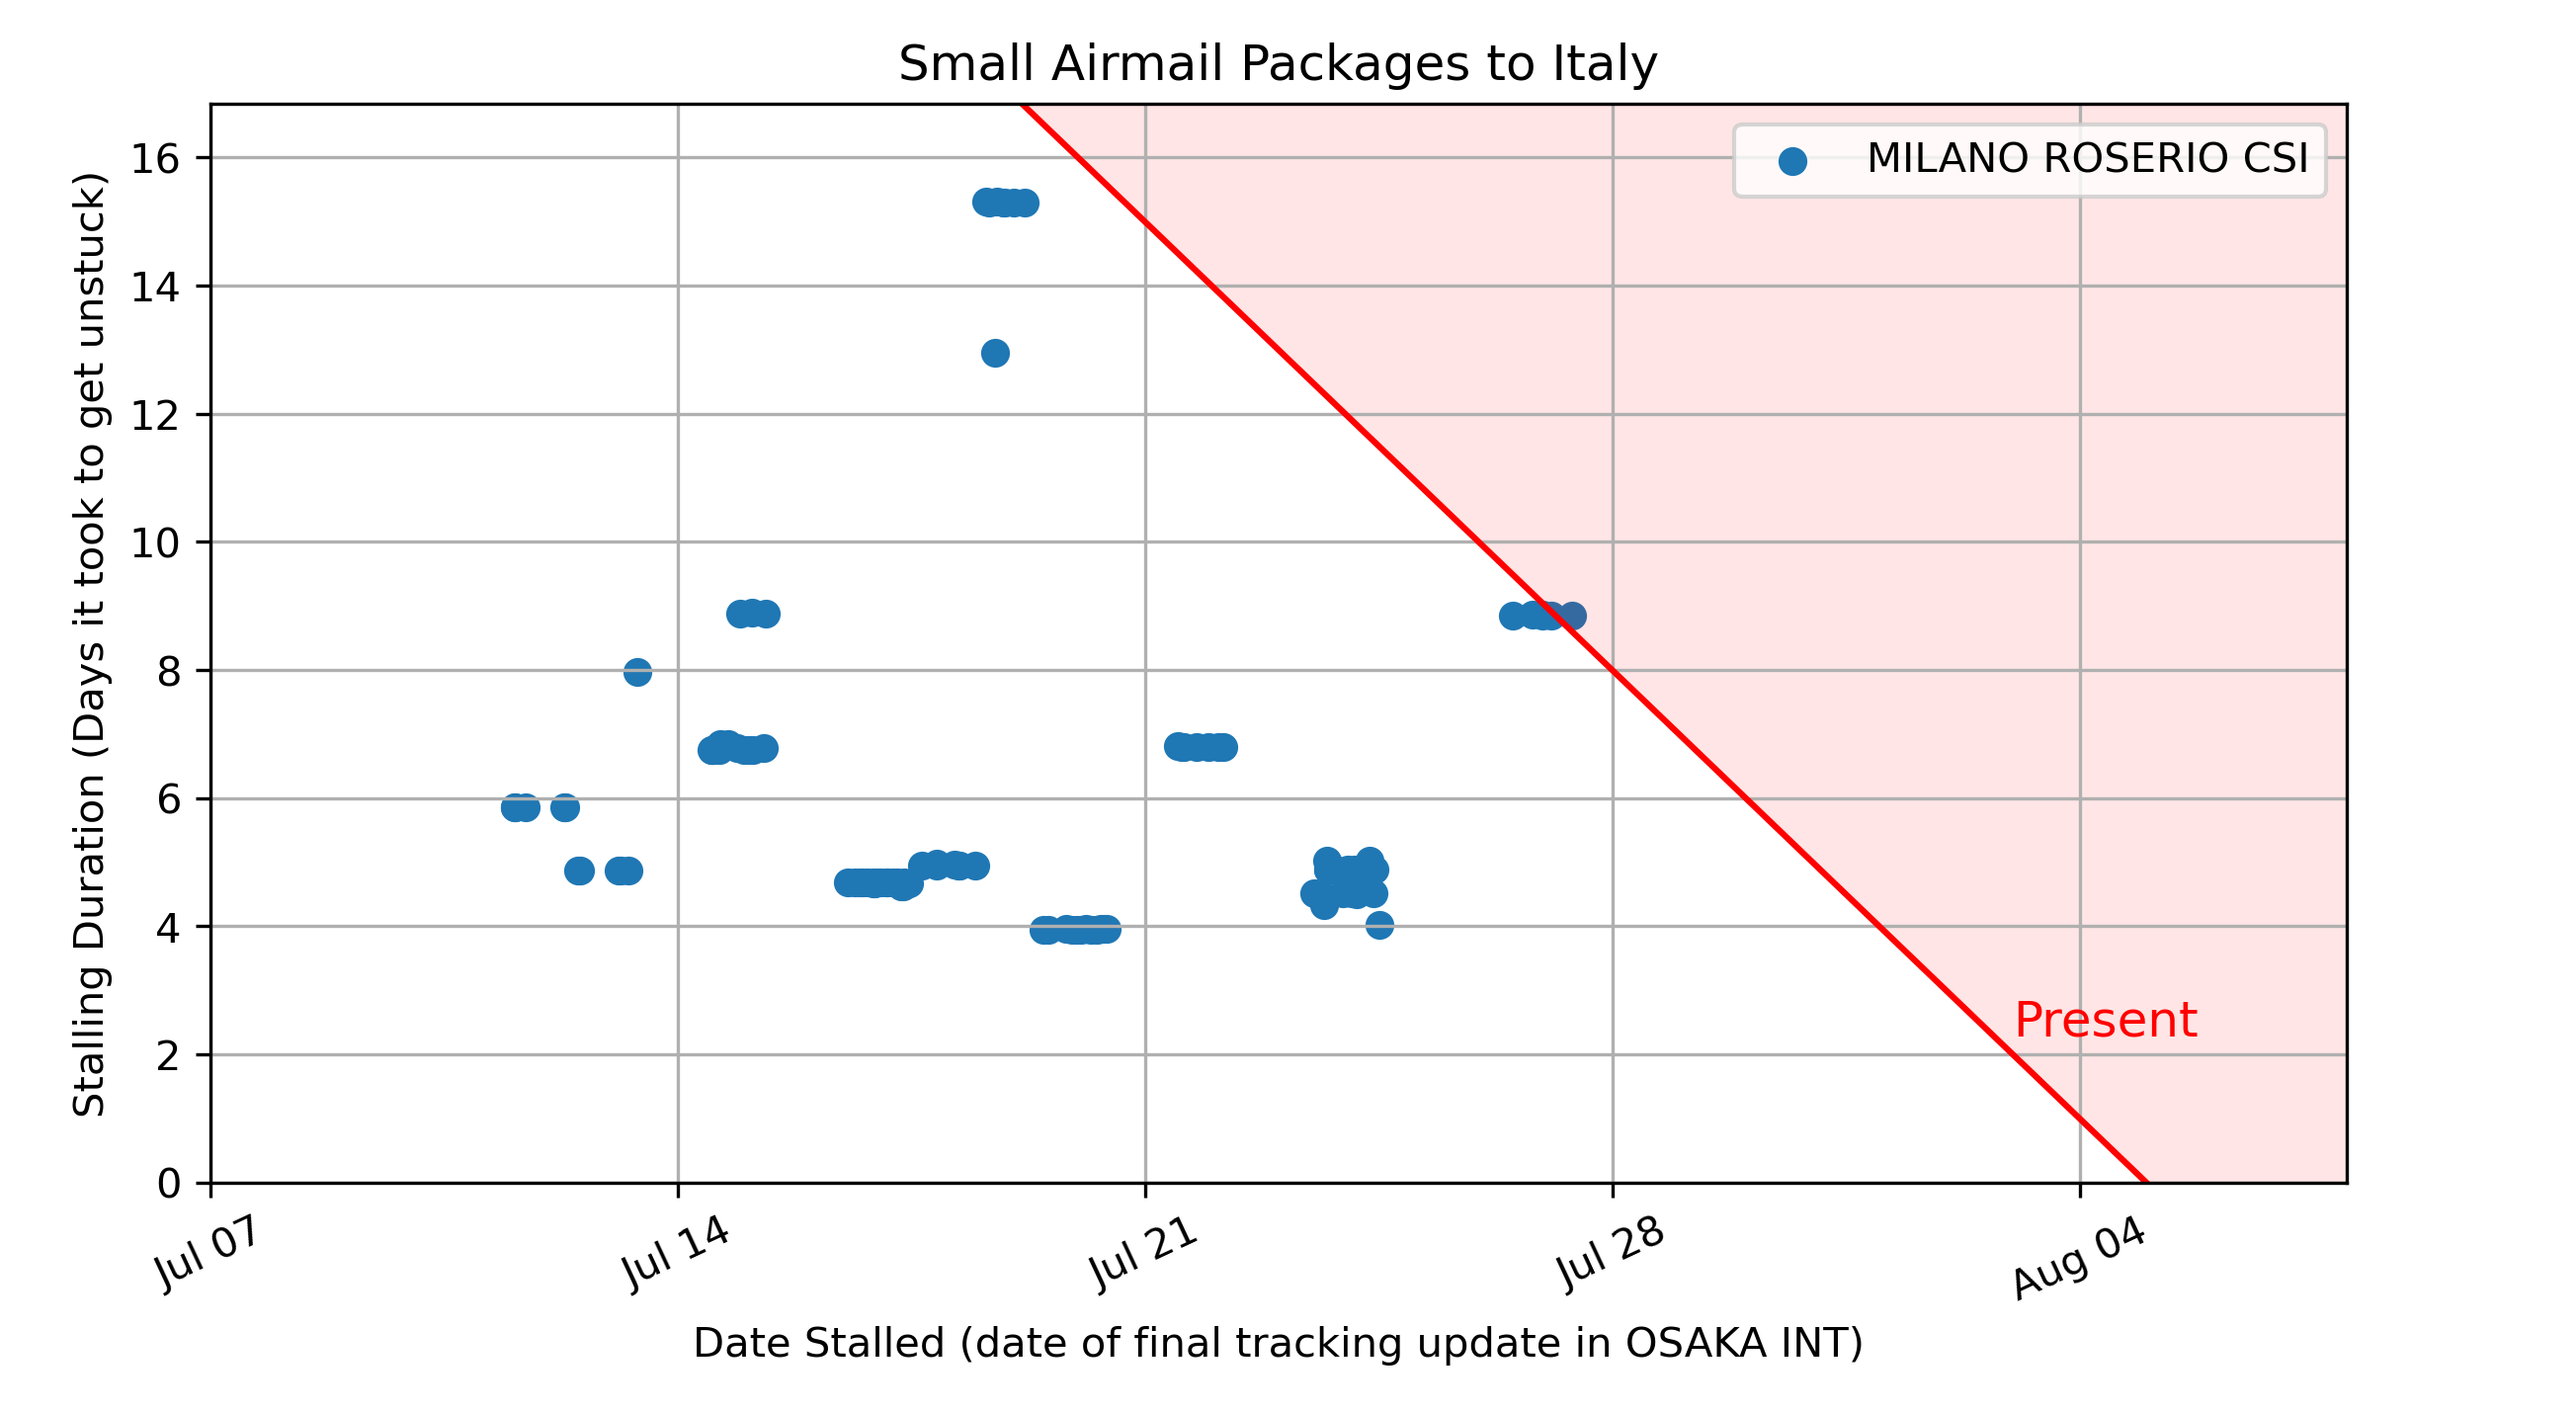 Small Airmail Packages to Italy
MILANO ROSERIO CSI
Stalling Duration (Days it took to get unstuck)
16
14
12
10
8
6
4
2
0
Present
Jul 07
Jul 14
Jul 21
Jul 28
Aug 04
Date Stalled (date of final tracking update in OSAKA INT)